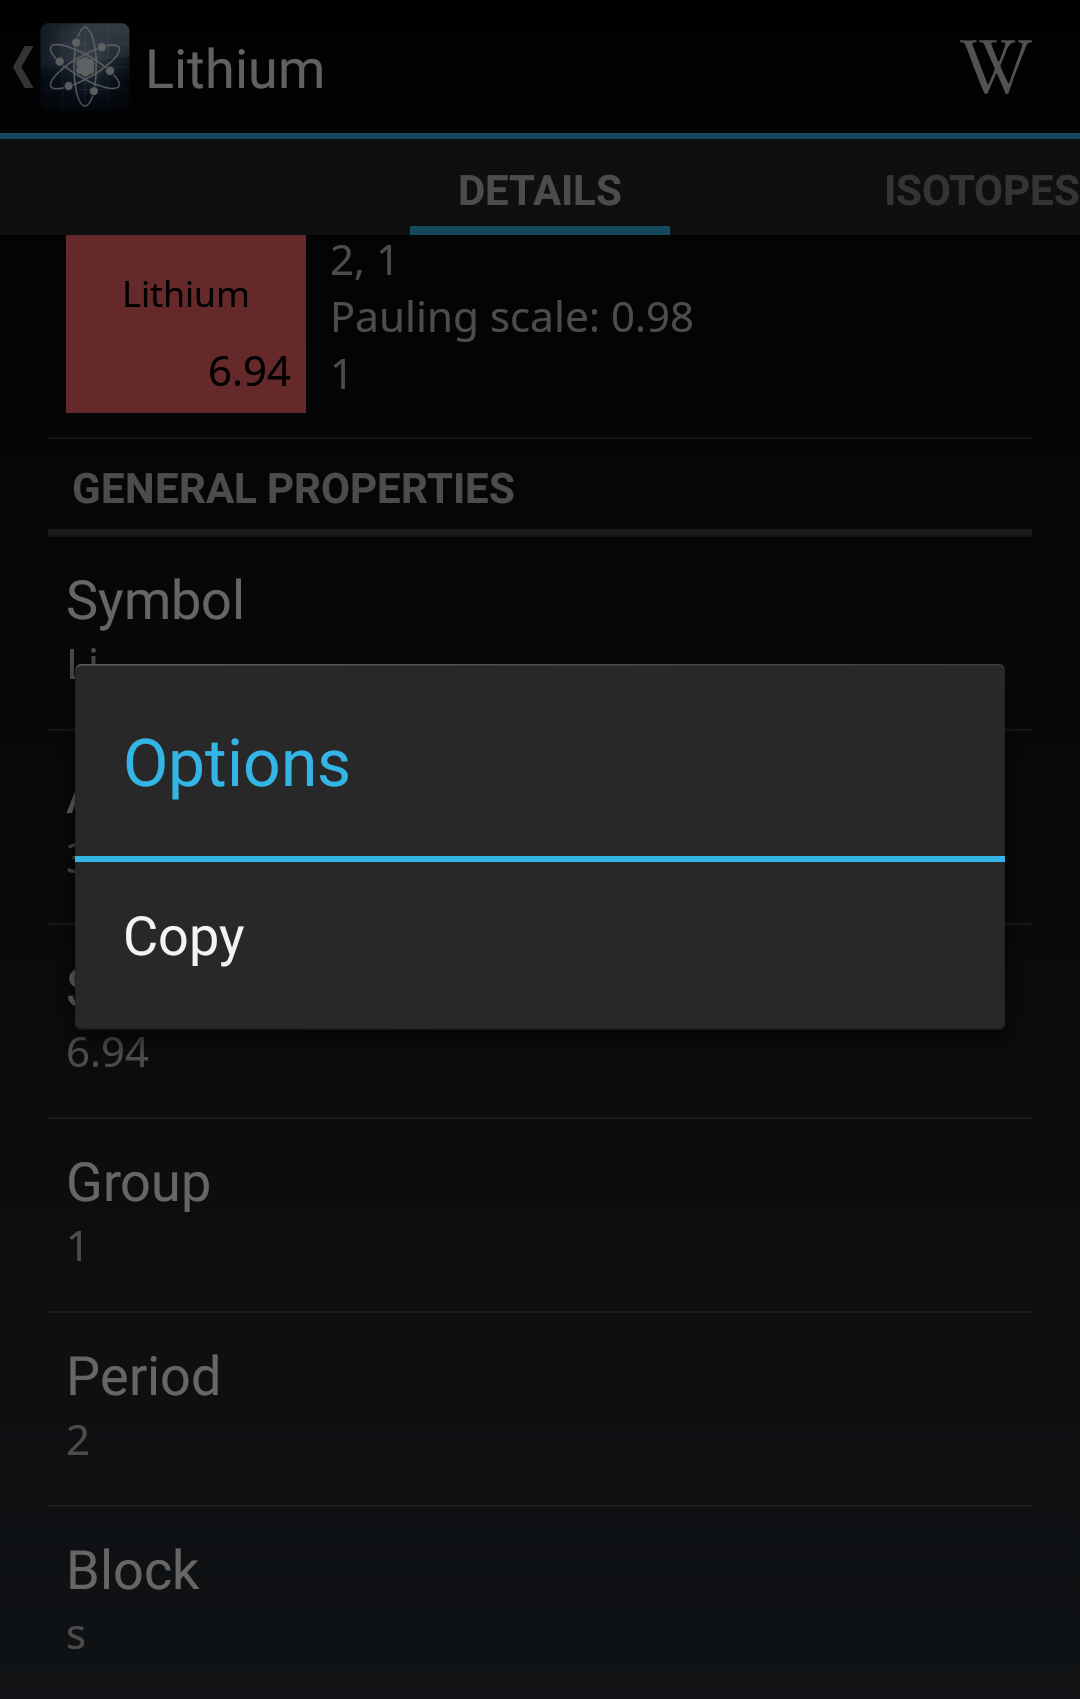 Lithium
W
DETAILS
ISOTOPES
Lithium
6.94
2, 1
Pauling scale: 0.98
1
GENERAL PROPERTIES
Symbol
Li
Options
Copy
6.94
Group
1
Period
2
Block
s